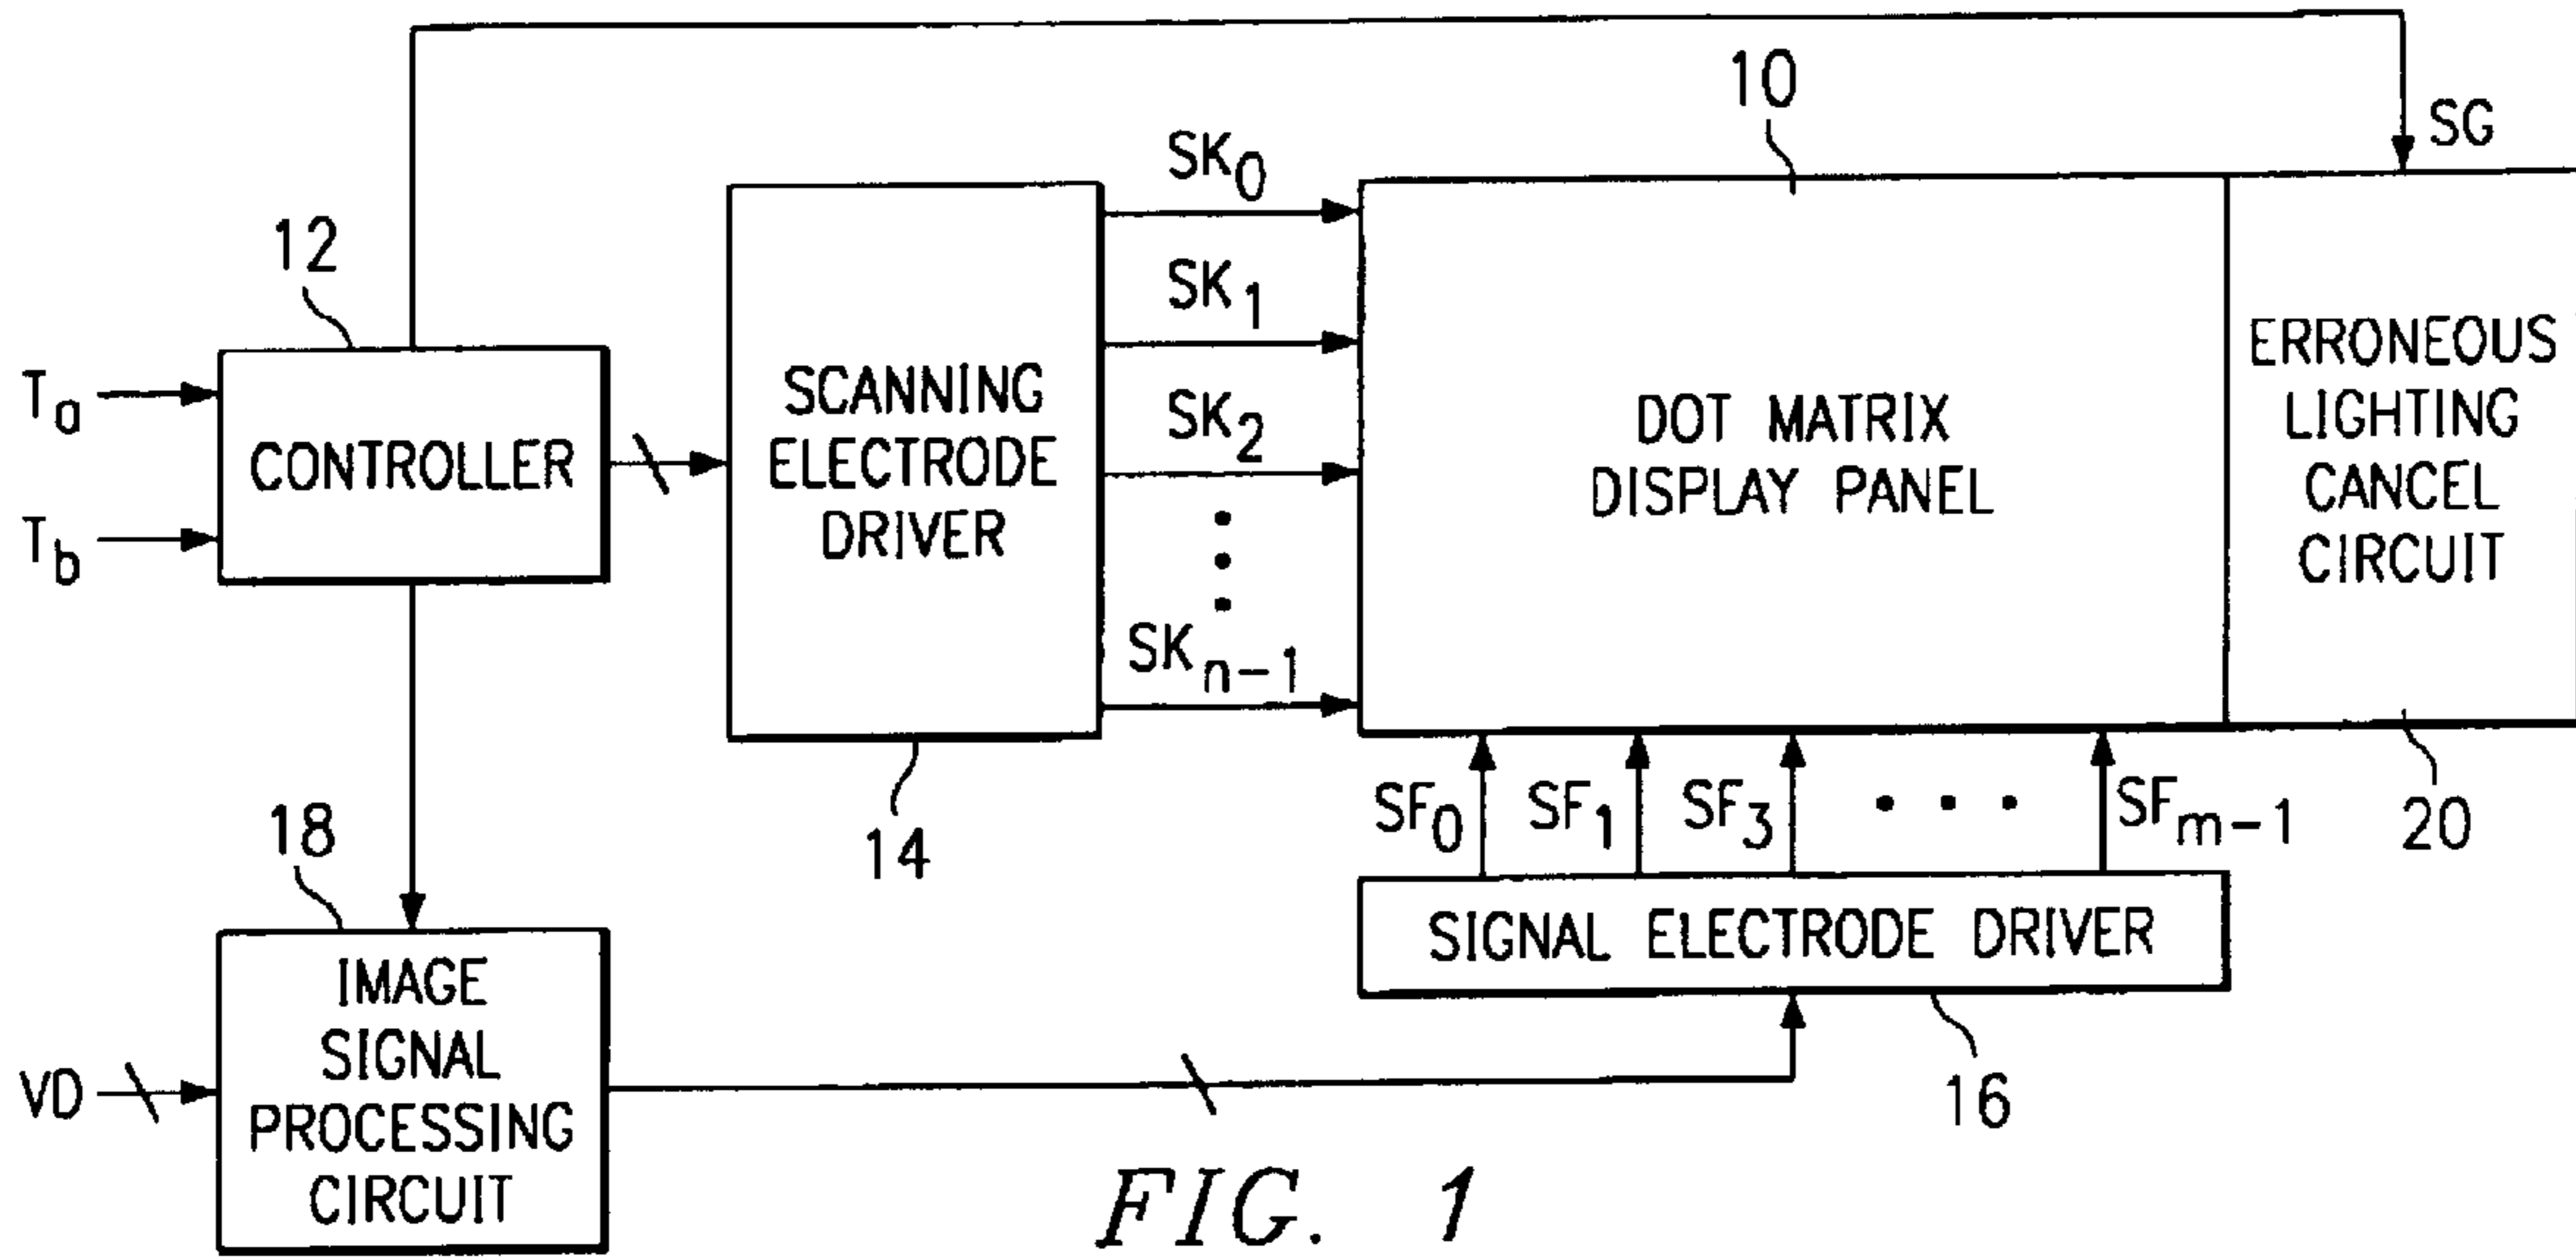 10
SG
SK0
12
SK1
Ta
CONTROLLER
Tb
SCANNING
ELECTRODE
DRIVER
SK2
SKn-1
DOT MATRIX
DISPLAY PANEL
ERRONEOUS
LIGHTING
CANCEL
CIRCUIT
14
SF0
SF1
SF3
. . .
SFm-1
20
18
SIGNAL ELECTRODE DRIVER
16
VD
IMAGE
SIGNAL
PROCESSING
CIRCUIT
FIG. 1